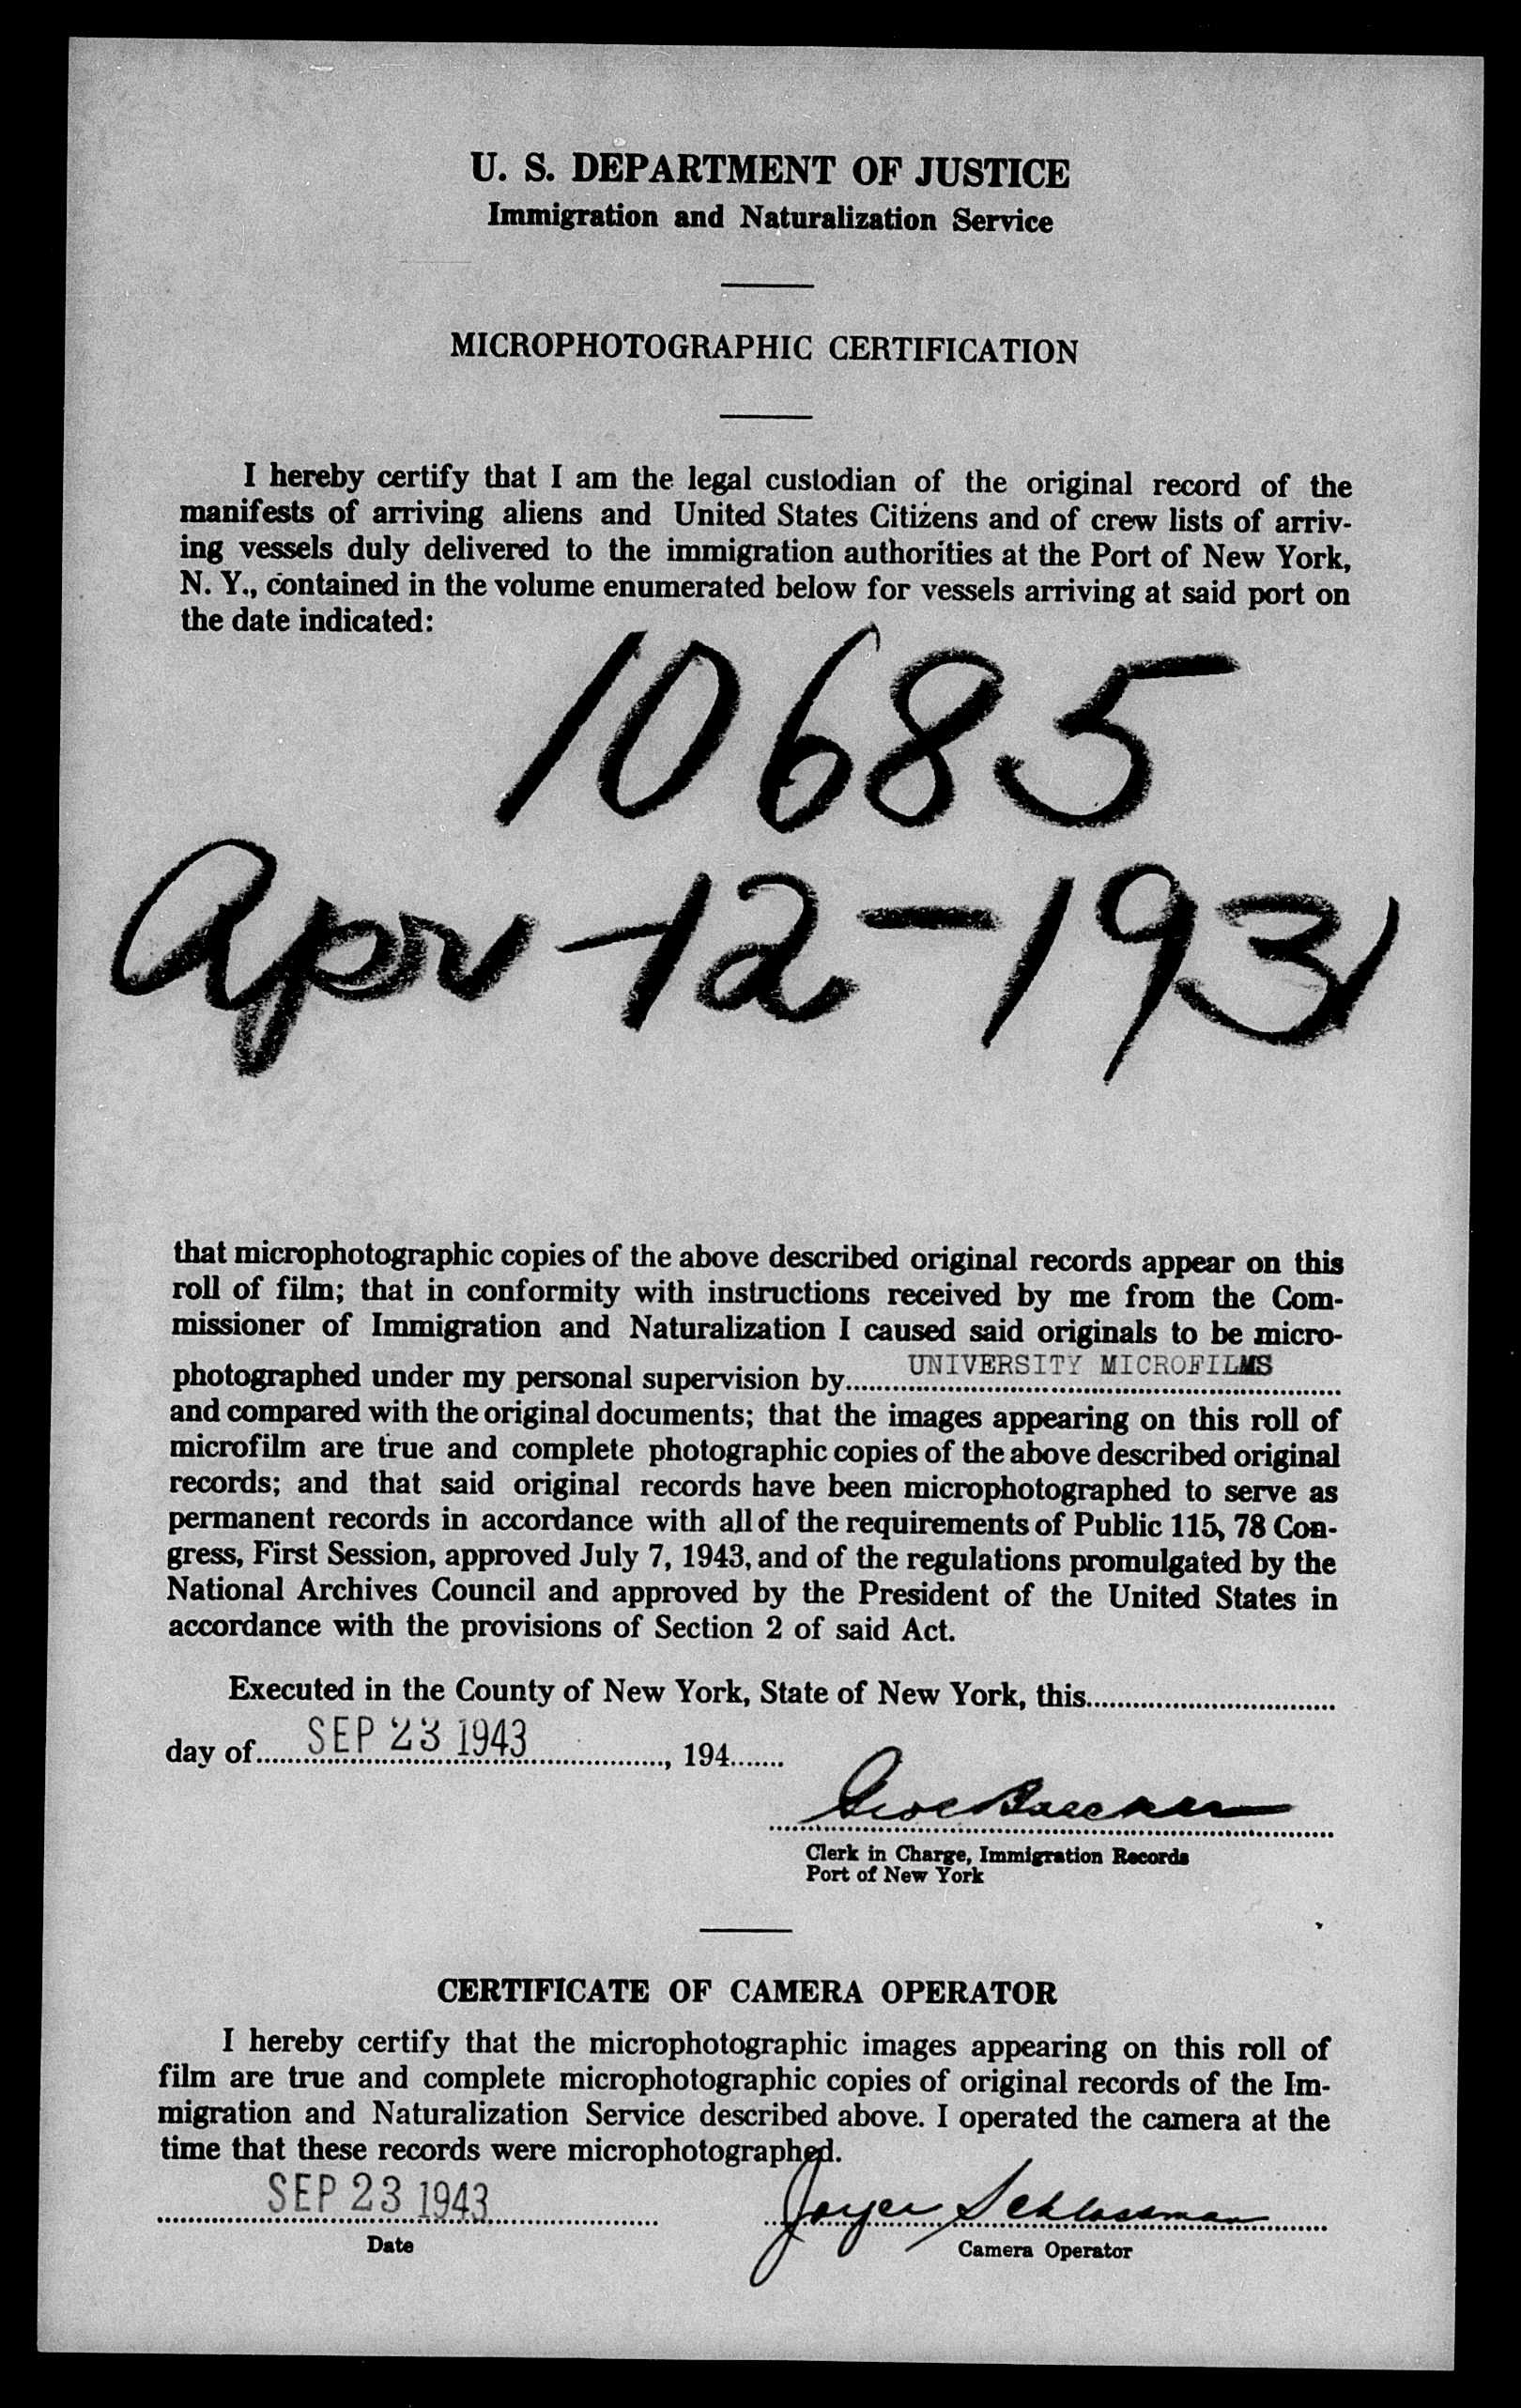 U. S. DEPARTMENT OF JUSTICE
Immigration and Naturalization Service
MICROPHOTOGRAPHIC CERTIFICATION
I hereby certify that I am the legal custodian of the original record of the
manifests of arriving aliens and United States Citizens and of crew lists of arriv-
ing vessels duly delivered to the immigration authorities at the Port of New York,
N. Y., contained in the volume enumerated below for vessels arriving at said port on
the date indicated:
10685
Apr-12-1931
that microphotographic copies of the above described original records appear on this
roll of film; that in conformity with instructions received by me from the Com-
missioner of Immigration and Naturalization I caused said originals to be micro-
photographed under my personal supervision by UNIVERSITY MICROFILMS
and compared with the original documents; that the images appearing on this roll of
microfilm are true and complete photographic copies of the above described original
records; and that said original records have been microphotographed to serve as
permanent records in accordance with all of the requirements of Public 115, 78 Con-
gress, First Session, approved July 7, 1943, and of the regulations promulgated by the
National Archives Council and approved by the President of the United States in
accordance with the provisions of Section 2 of said Act.
Executed in the County of New York, State of New York, this
day of SEP 23 1943, 194
Clerk in Charge, Immigration Records
Port of New York
CERTIFICATE OF CAMERA OPERATOR
I hereby certify that the microphotographic images appearing on this roll of
film are true and complete microphotographic copies of original records of the Im-
migration and Naturalization Service described above. I operated the camera at the
time that these records were microphotographed.
SEP 23 1943 Schlossman
Date Camera Operator